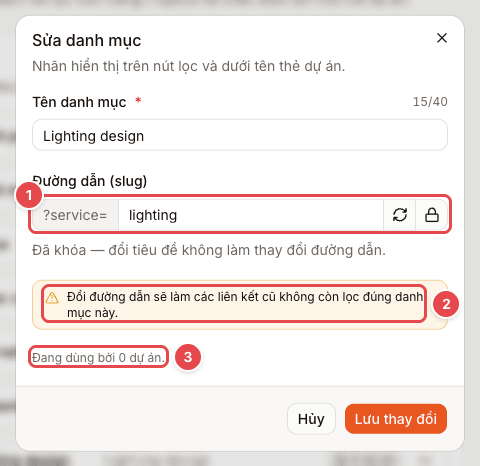 Sửa danh mục
Nhãn hiển thị trên nút lọc và dưới tên thẻ dự án.
Tên danh mục *
15/40
Lighting design
Đường dẫn (slug)
1
?service= lighting
Đã khóa — đổi tiêu đề không làm thay đổi đường dẫn.
Đổi đường dẫn sẽ làm các liên kết cũ không còn lọc đúng danh
mục này.
2
Đang dùng bởi 0 dự án.
3
Hủy
Lưu thay đổi